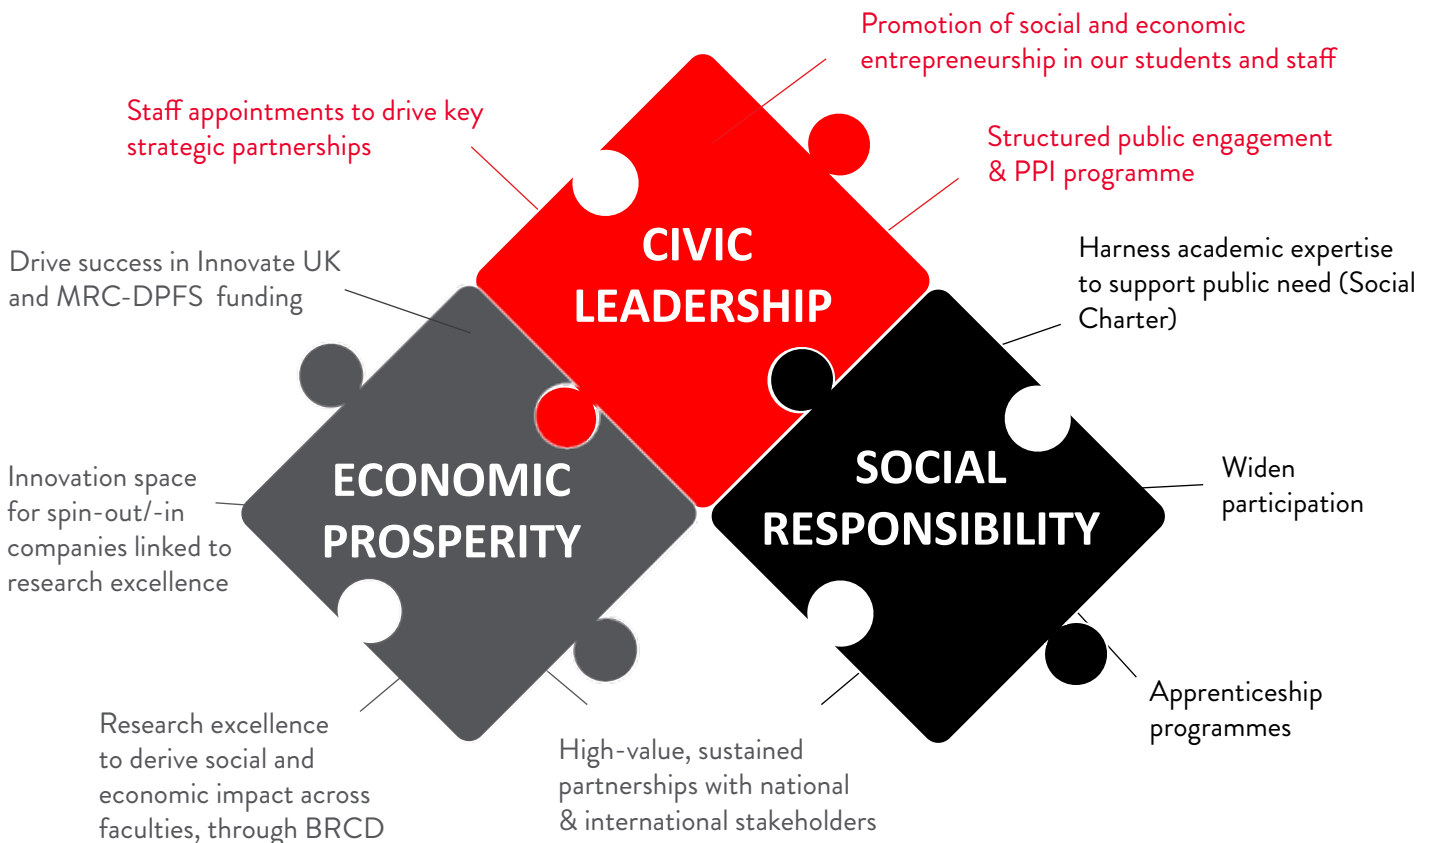 Promotion of social and economic
entrepreneurship in our students and staff
Staff appointments to drive key
strategic partnerships
Structured public engagement
& PPI programme
CIVIC
LEADERSHIP
Drive success in Innovate UK
and MRC-DPFS funding
Harness academic expertise
to support public need (Social
Charter)
ECONOMIC
PROSPERITY
SOCIAL
RESPONSIBILITY
Innovation space
for spin-out/-in
companies linked to
research excellence
Widen
participation
Research excellence
to derive social and
economic impact across
faculties, through BRCD
High-value, sustained
partnerships with national
& international stakeholders
Apprenticeship
programmes